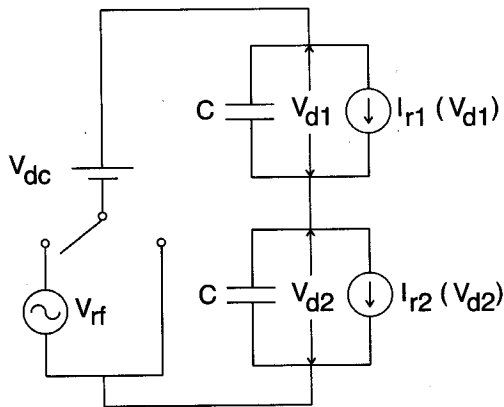 C
V_d1
I_r1 (V_d1)
V_dc
V_rf
C
V_d2
I_r2 (V_d2)